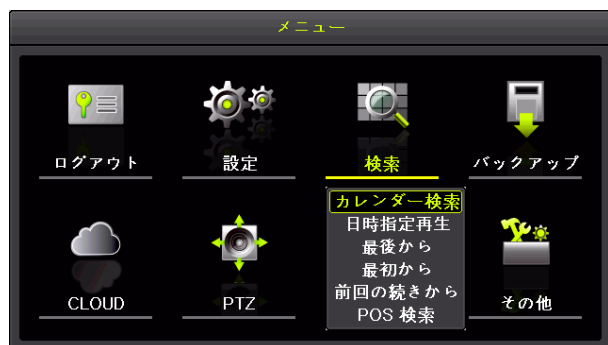 メニュー
ログアウト
設定
検索
バックアップ
カレンダー検索
日時指定再生
最後から
最初から
前回の続きから
POS 検索
CLOUD
PTZ
その他